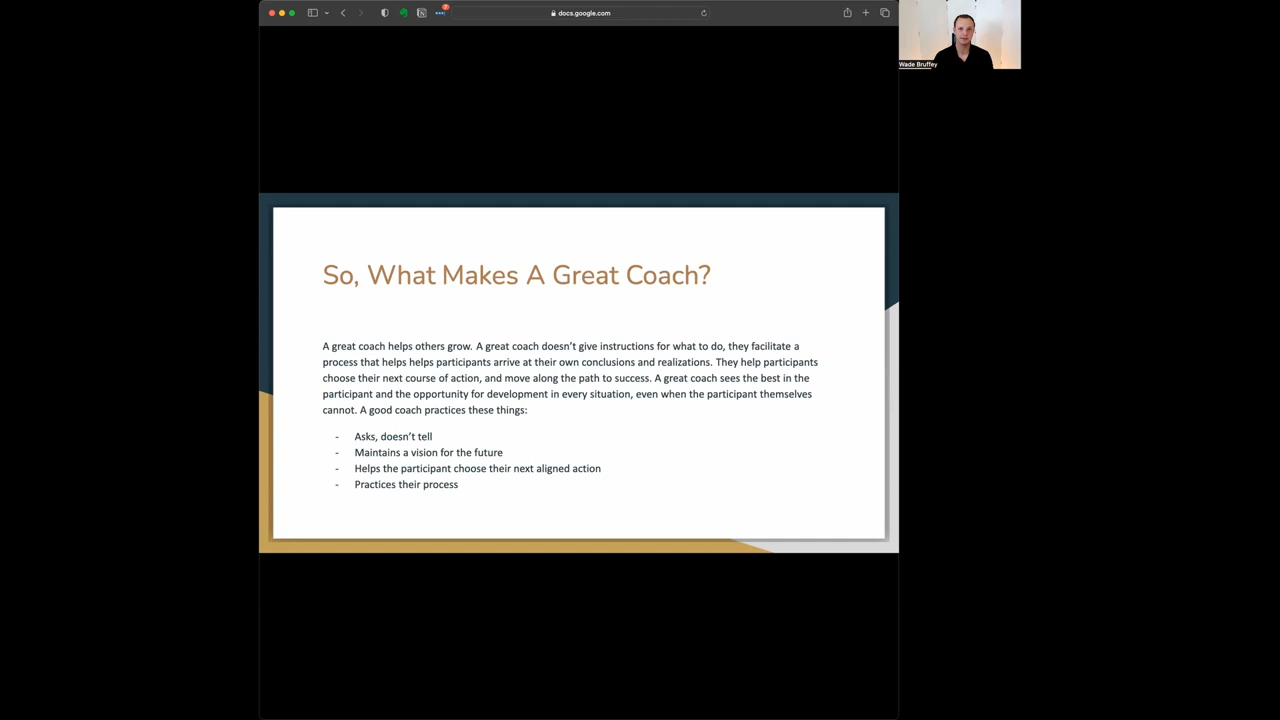 docs.google.com
Wade Bruffey
So, What Makes A Great Coach?
A great coach helps others grow. A great coach doesn't give instructions for what to do, they facilitate a
process that helps helps participants arrive at their own conclusions and realizations. They help participants
choose their next course of action, and move along the path to success. A great coach sees the best in the
participant and the opportunity for development in every situation, even when the participant themselves
cannot. A good coach practices these things:
- Asks, doesn't tell
- Maintains a vision for the future
- Helps the participant choose their next aligned action
- Practices their process